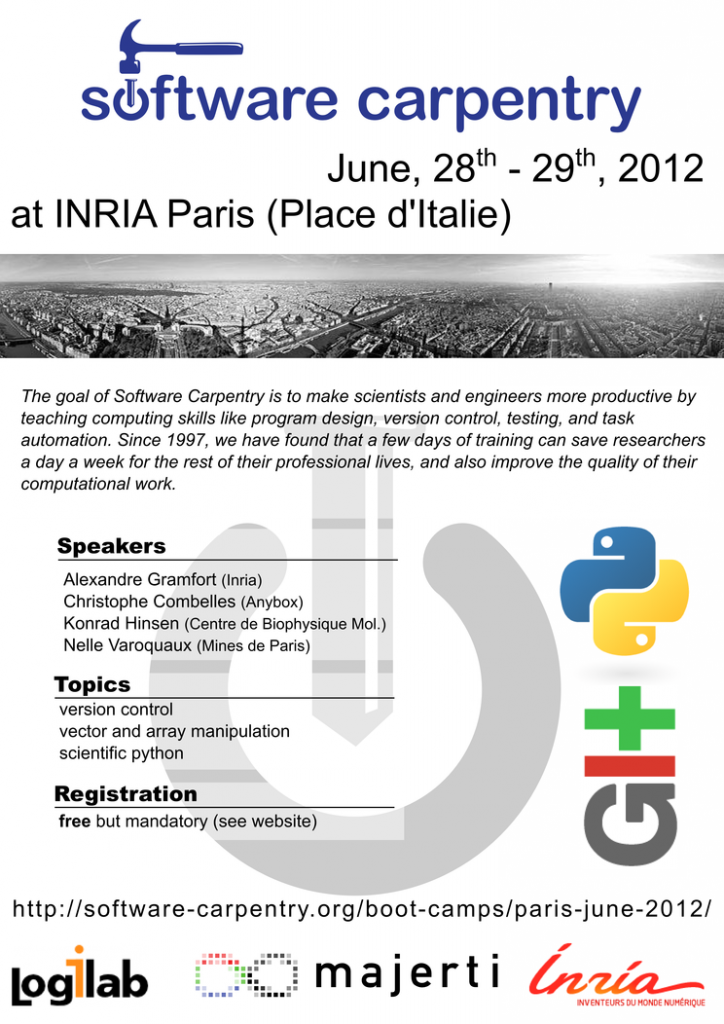 software carpentry
June, 28th - 29th, 2012
at INRIA Paris (Place d'Italie)
The goal of Software Carpentry is to make scientists and engineers more productive by
teaching computing skills like program design, version control, testing, and task
automation. Since 1997, we have found that a few days of training can save researchers
a day a week for the rest of their professional lives, and also improve the quality of their
computational work.
Speakers
Alexandre Gramfort (Inria)
Christophe Combelles (Anybox)
Konrad Hinsen (Centre de Biophysique Mol.)
Nelle Varoquaux (Mines de Paris)
Topics
version control
vector and array manipulation
scientific python
Registration
free but mandatory (see website)
GIt
http://software-carpentry.org/boot-camps/paris-june-2012/
logilab
majerti
Inria
INVENTEURS DU MONDE NUMÉRIQUE